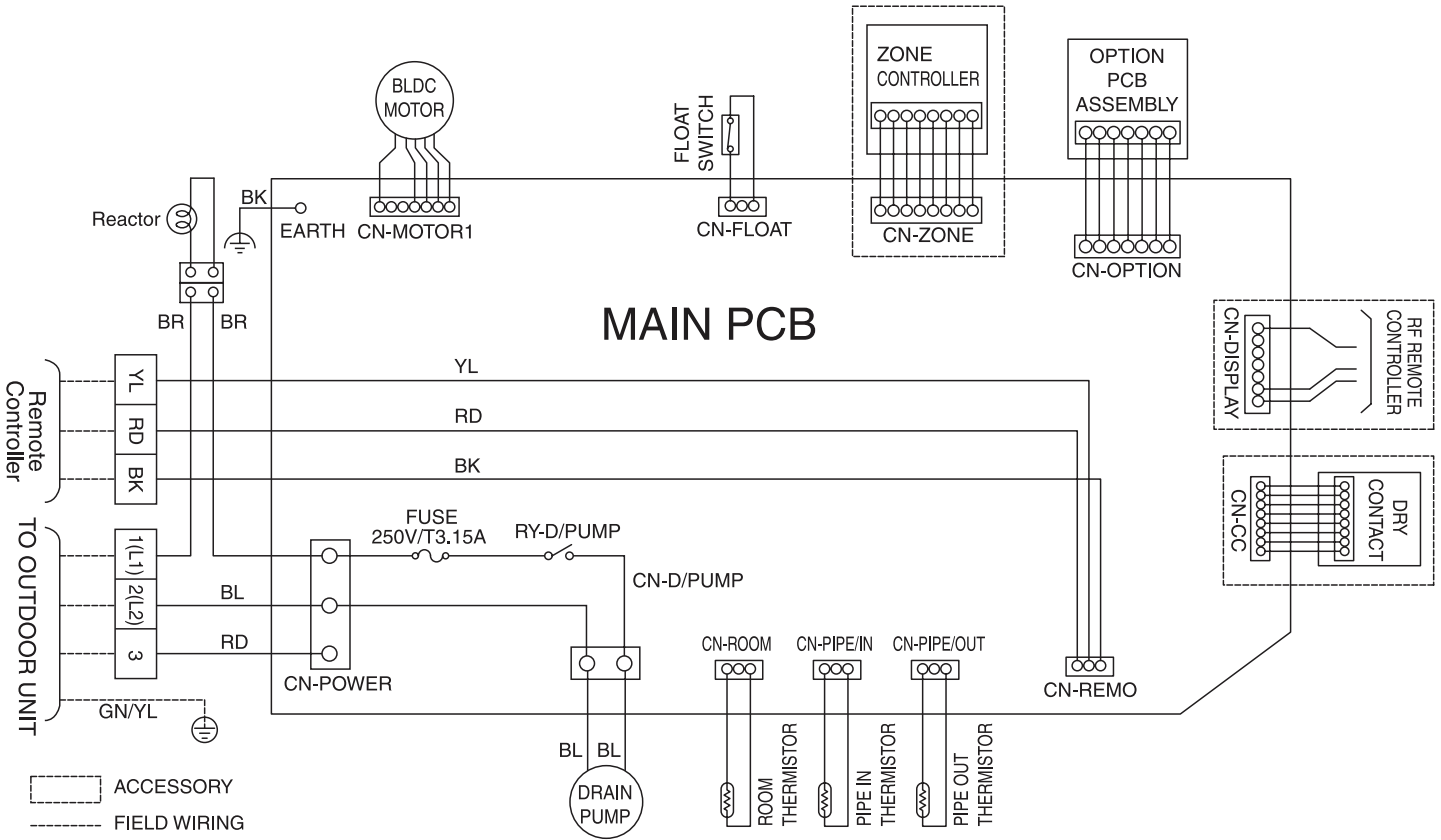 ZONE
CONTROLLER
OPTION
PCB
ASSEMBLY
BLDC
MOTOR
FLOAT
SWITCH
Reactor
BK
EARTH
CN-MOTOR1
CN-FLOAT
CN-ZONE
CN-OPTION
BR
BR
MAIN PCB
CN-DISPLAY
RF REMOTE
CONTROLLER
Remote
Controller
YL
RD
BK
YL
RD
BK
CN-CC
DRY
CONTACT
TO OUTDOOR UNIT
1(L1)
2(L2)
3
BL
RD
GN/YL
CN-POWER
FUSE
250V/T3.15A
RY-D/PUMP
CN-D/PUMP
CN-ROOM
CN-PIPE/IN
CN-PIPE/OUT
CN-REMO
BL
BL
DRAIN
PUMP
ROOM
THERMISTOR
PIPE IN
THERMISTOR
PIPE OUT
THERMISTOR
ACCESSORY
FIELD WIRING